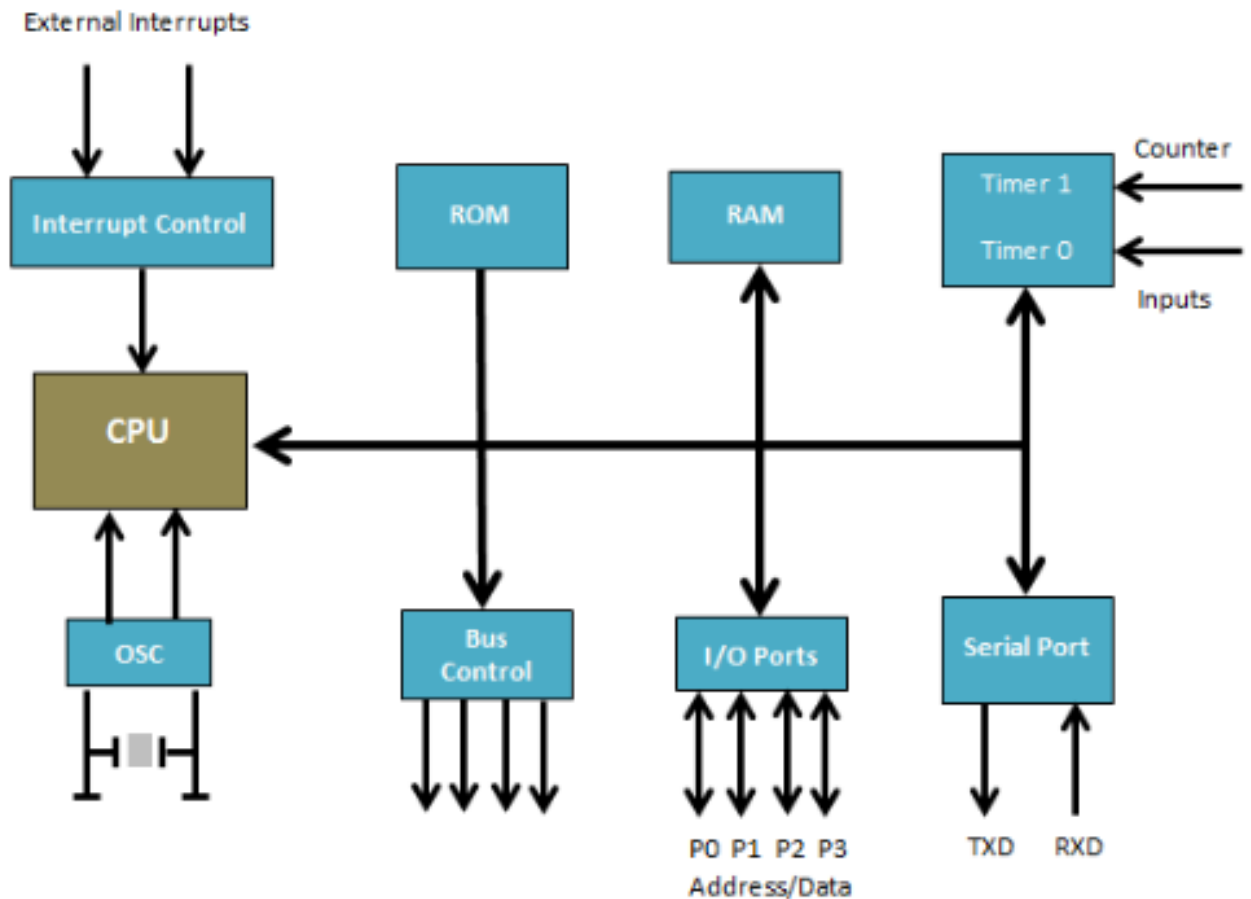 External Interrupts
Interrupt Control
ROM
RAM
Timer 1
Timer 0
Counter
Inputs
CPU
OSC
Bus
Control
I/O Ports
Serial Port
P0 P1 P2 P3
Address/Data
TXD
RXD